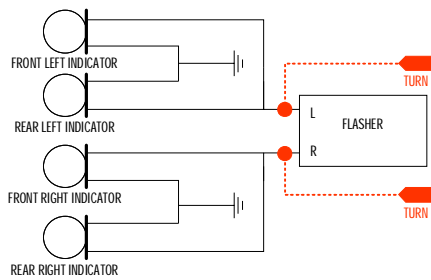 FRONT LEFT INDICATOR
TURN
L
FLASHER
REAR LEFT INDICATOR
R
FRONT RIGHT INDICATOR
TURN
REAR RIGHT INDICATOR